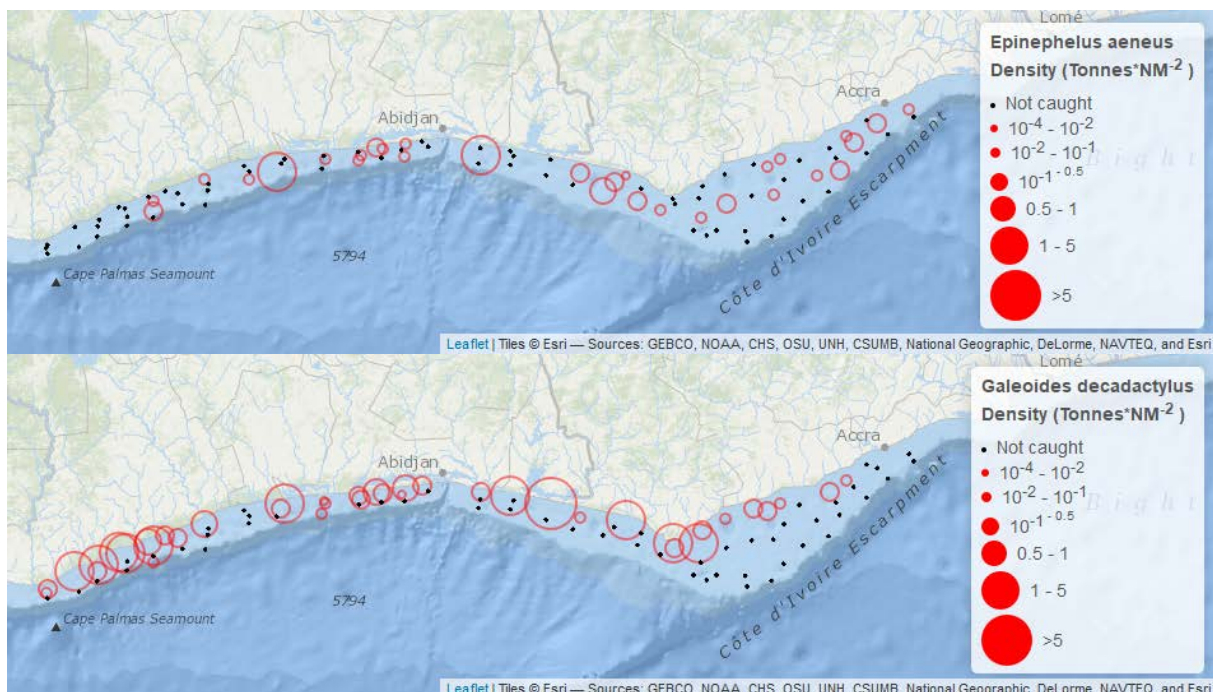 Lomé
Epinephelus aeneus
Density (Tonnes*NM-2 )
Not caught
10-4 - 10-2
10-2 - 10-1
10-1 - 0.5
0.5 - 1
1 - 5
>5
Accra
Abidjan
Bight
Côte d'Ivoire Escarpment
5794
Cape Palmas Seamount
Leaflet | Tiles © Esri — Sources: GEBCO, NOAA, CHS, OSU, UNH, CSUMB, National Geographic, DeLorme, NAVTEQ, and Esri
Lomé
Galeoides decadactylus
Density (Tonnes*NM-2 )
Not caught
10-4 - 10-2
10-2 - 10-1
10-1 - 0.5
0.5 - 1
1 - 5
>5
Accra
Abidjan
Bight
Côte d'Ivoire Escarpment
5794
Cape Palmas Seamount
Leaflet | Tiles © Esri — Sources: GEBCO, NOAA, CHS, OSU, UNH, CSUMB, National Geographic, DeLorme, NAVTEQ, and Esri